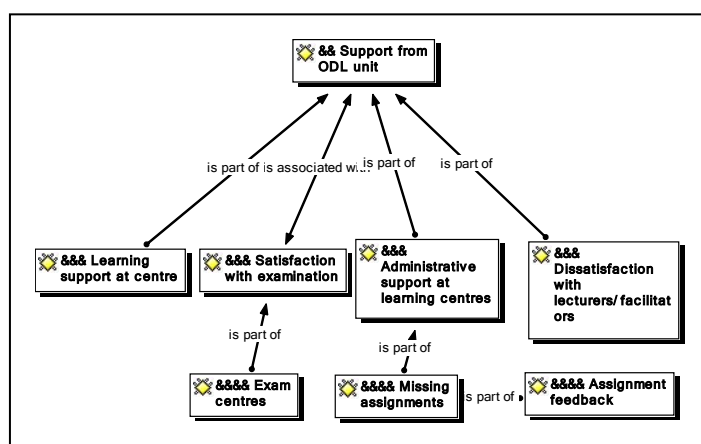 && Support from
ODL unit
is part of
is associated with
is part of
is part of
&&& Learning
support at centre
&&& Satisfaction
with examination
&&&
Administrative
support at
learning centres
&&&
Dissatisfaction
with
lecturers/facilitat
ors
is part of
is part of
&&&& Exam
centres
&&&& Missing
assignments
is part of
&&&& Assignment
feedback